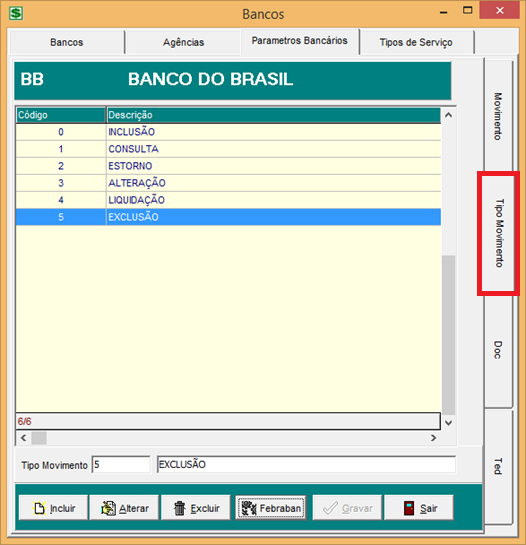 Bancos
Bancos Agências Parametros Bancários Tipos de Serviço
BB BANCO DO BRASIL
Código Descrição
0 INCLUSÃO
1 CONSULTA
2 ESTORNO
3 ALTERAÇÃO
4 LIQUIDAÇÃO
5 EXCLUSÃO
6/6
Tipo Movimento 5 EXCLUSÃO
Incluir Alterar Excluir Febraban Gravar Sair
Movimento
Tipo Movimento
Doc
Ted